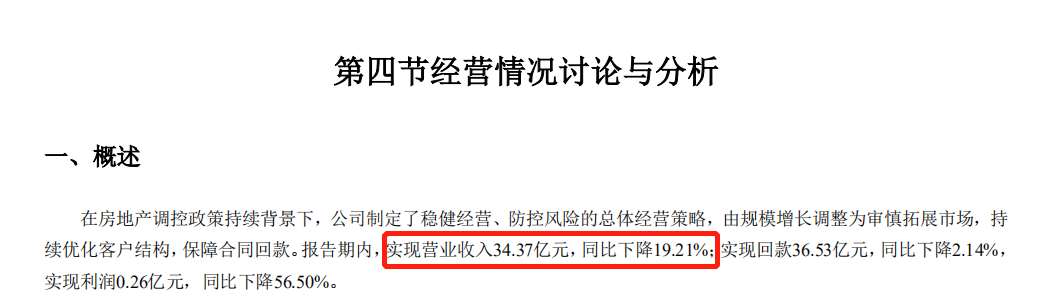 第四节经营情况讨论与分析
一、概述
在房地产调控政策持续背景下，公司制定了稳健经营、防控风险的总体经营策略，由规模增长调整为审慎拓展市场，持
续优化客户结构，保障合同回款。报告期内，实现营业收入34.37亿元，同比下降19.21%；实现回款36.53亿元，同比下降2.14%，
实现利润0.26亿元，同比下降56.50%。